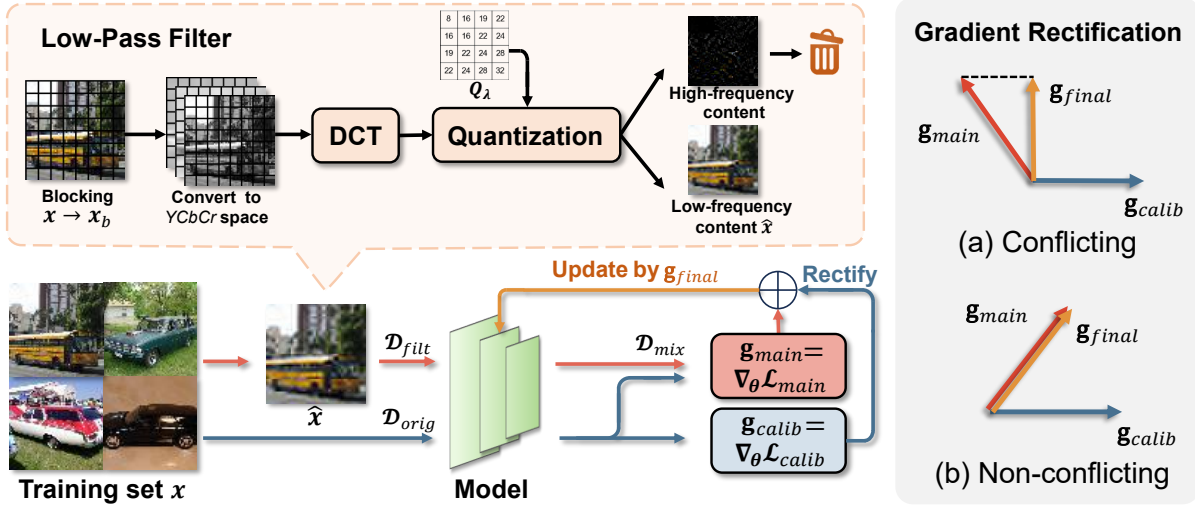 Low-Pass Filter
8 16 19 22
16 16 22 24
19 22 24 28
22 24 28 32
Q_λ
Blocking
x → x_b
Convert to
YCbCr space
DCT
Quantization
High-frequency
content
Low-frequency
content x̂
Training set x
x̂
𝒟_filt
𝒟_orig
Model
Update by g_final
Rectify
𝒟_mix
g_main=
∇_θ ℒ_main
g_calib=
∇_θ ℒ_calib
Gradient Rectification
g_main
g_final
g_calib
(a) Conflicting
g_main
g_final
g_calib
(b) Non-conflicting